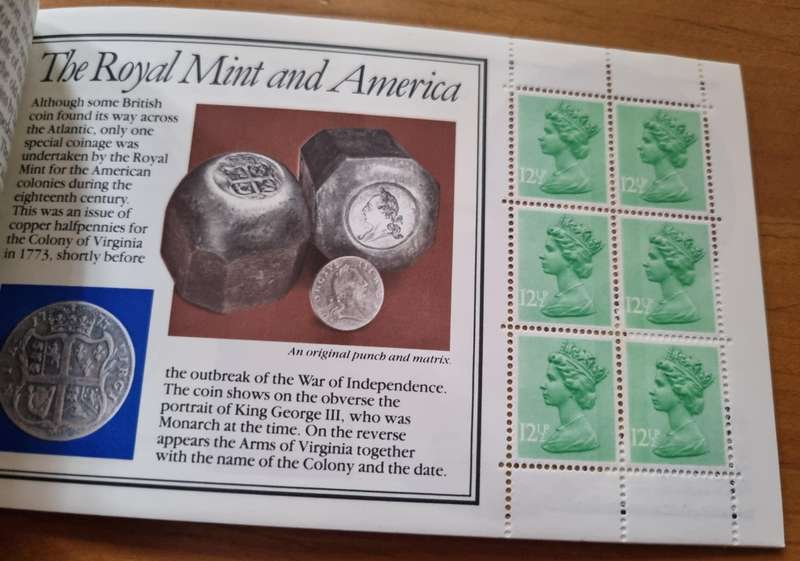 The Royal Mint and America
Although some British
coin found its way across
the Atlantic, only one
special coinage was
undertaken by the Royal
Mint for the American
colonies during the
eighteenth century.
This was an issue of
copper halfpennies for
the Colony of Virginia
in 1773, shortly before
An original punch and matrix.
the outbreak of the War of Independence.
The coin shows on the obverse the
portrait of King George III, who was
Monarch at the time. On the reverse
appears the Arms of Virginia together
with the name of the Colony and the date.
12½P
12½P
12½P
12½P
12½P
12½P